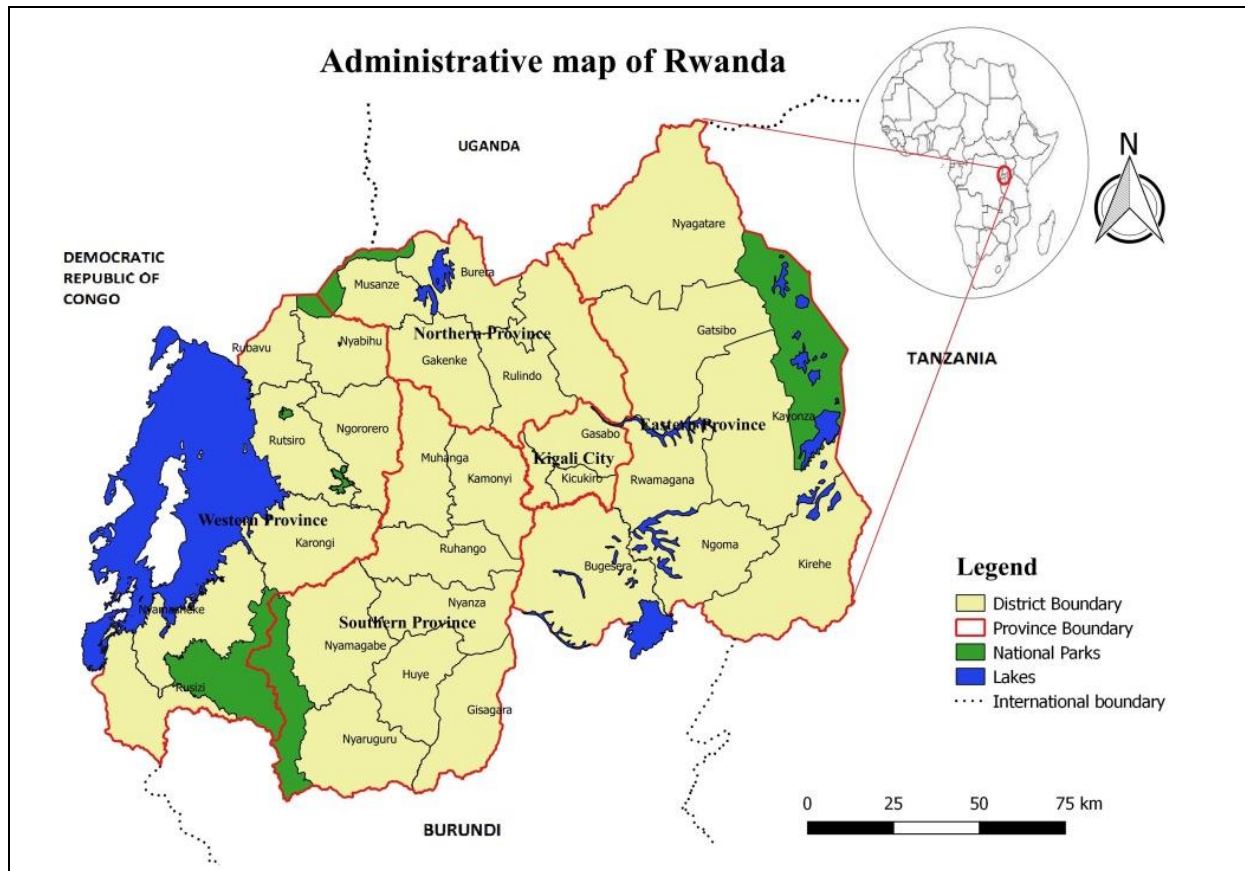 Administrative map of Rwanda
UGANDA
N
DEMOCRATIC
REPUBLIC OF
CONGO
TANZANIA
BURUNDI
Nyagatare
Musanze
Burera
Gatsibo
Northern Province
Rubavu
Nyabihu
Gakenke
Rulindo
Kayonza
Eastern Province
Rutsiro
Ngororero
Gasabo
Muhanga
Kigali City
Kamonyi
Kicukiro
Rwamagana
Western Province
Karongi
Ruhango
Ngoma
Kirehe
Bugesera
Nyamasheke
Nyanza
Southern Province
Nyamagabe
Huye
Rusizi
Gisagara
Nyaruguru
Legend
District Boundary
Province Boundary
National Parks
Lakes
International boundary
0 25 50 75 km